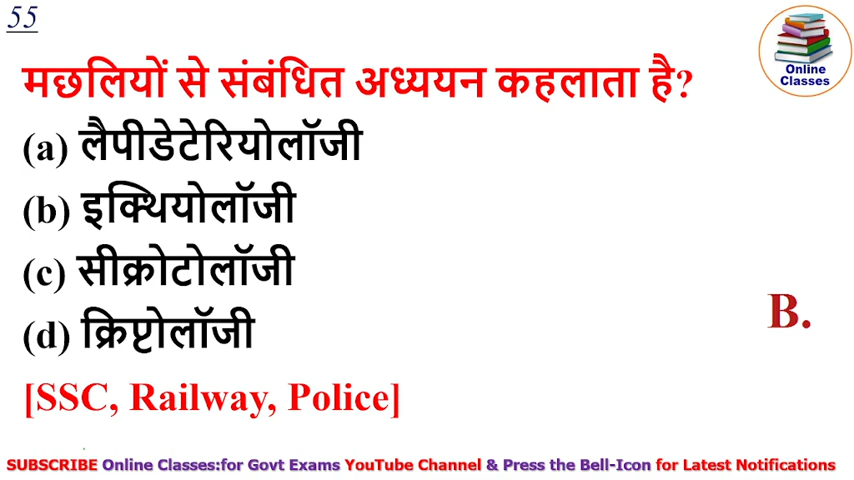 55
Online
Classes
मछलियों से संबंधित अध्ययन कहलाता है?
(a) लैपीडेटेरियोलॉजी
(b) इक्थियोलॉजी
(c) सीक्रोटोलॉजी
(d) क्रिप्टोलॉजी
B.
[SSC, Railway, Police]
SUBSCRIBE Online Classes:for Govt Exams YouTube Channel & Press the Bell-Icon for Latest Notifications